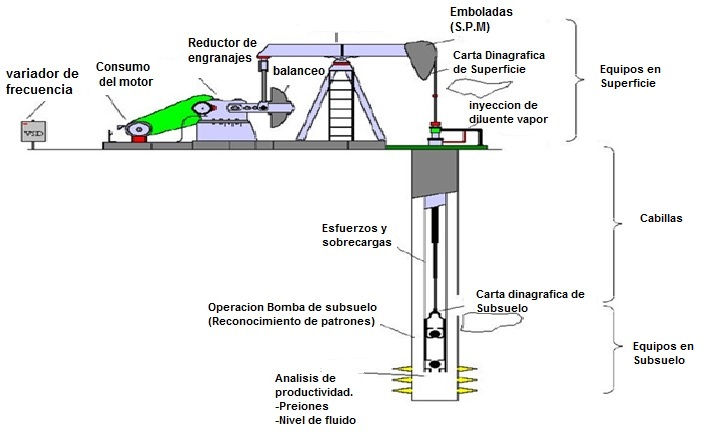 Emboladas
(S.P.M)
Reductor de
engranajes
Carta Dinagrafica
de Superficie
Consumo
del motor
balanceo
variador de
frecuencia
Equipos en
Superficie
inyeccion de
diluente vapor
VSD
Cabillas
Esfuerzos y
sobrecargas
Carta dinagrafica de
Subsuelo
Operacion Bomba de subsuelo
(Reconocimiento de patrones)
Equipos en
Subsuelo
Analisis de
productividad.
-Preiones
-Nivel de fluido